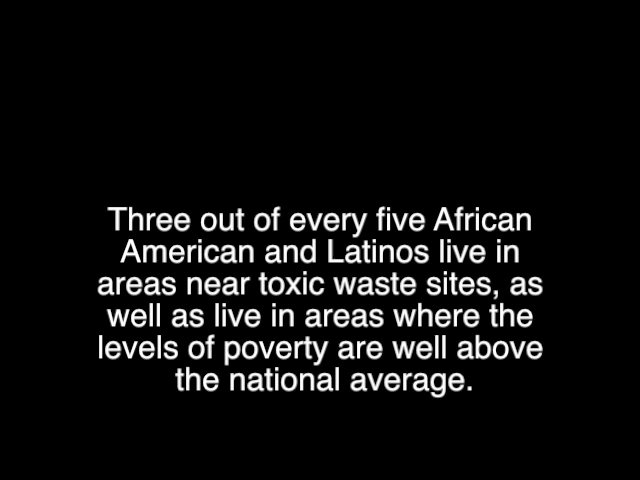 Three out of every five African
American and Latinos live in
areas near toxic waste sites, as
well as live in areas where the
levels of poverty are well above
the national average.